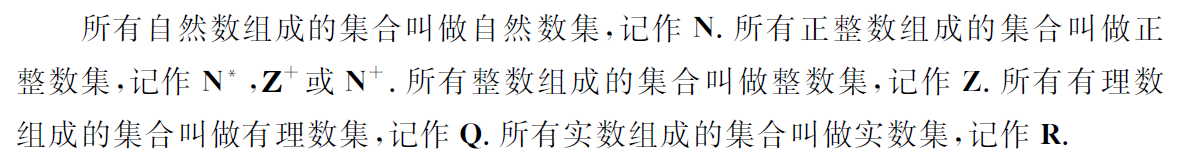 所有自然数组成的集合叫做自然数集,记作 N. 所有正整数组成的集合叫做正
整数集,记作 N*,Z⁺或 N⁺. 所有整数组成的集合叫做整数集,记作 Z. 所有有理数
组成的集合叫做有理数集,记作 Q. 所有实数组成的集合叫做实数集,记作 R.